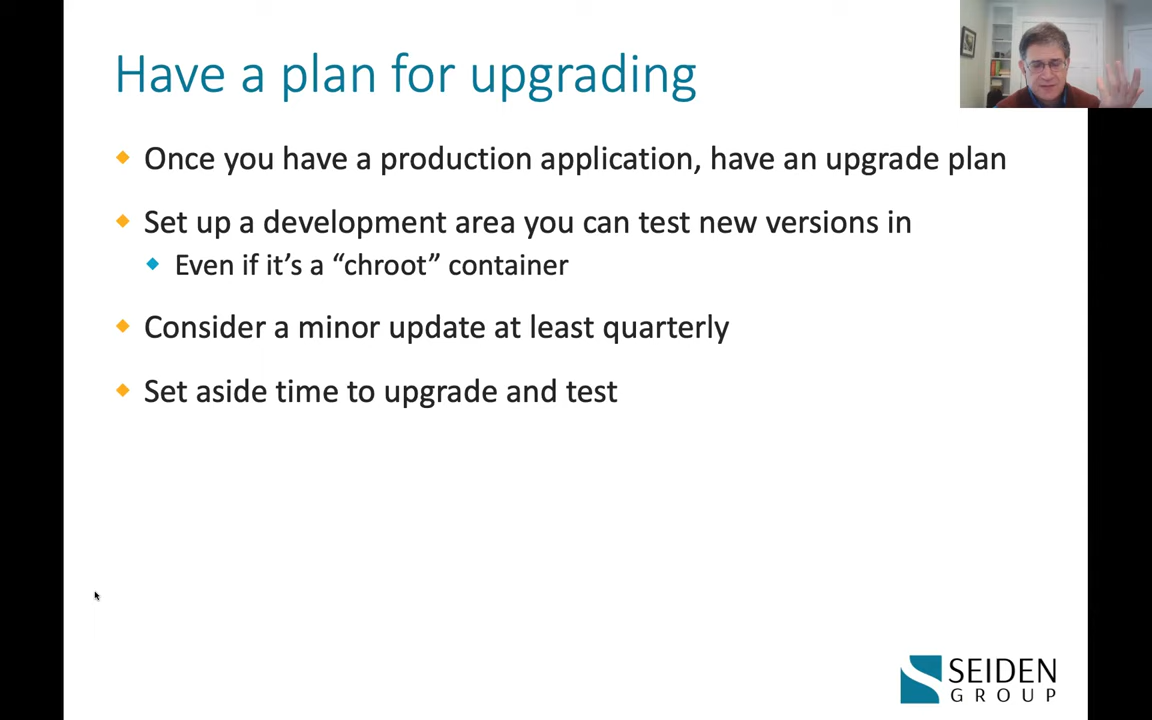 Have a plan for upgrading
Once you have a production application, have an upgrade plan
Set up a development area you can test new versions in
Even if it’s a “chroot” container
Consider a minor update at least quarterly
Set aside time to upgrade and test
SEIDEN
GROUP